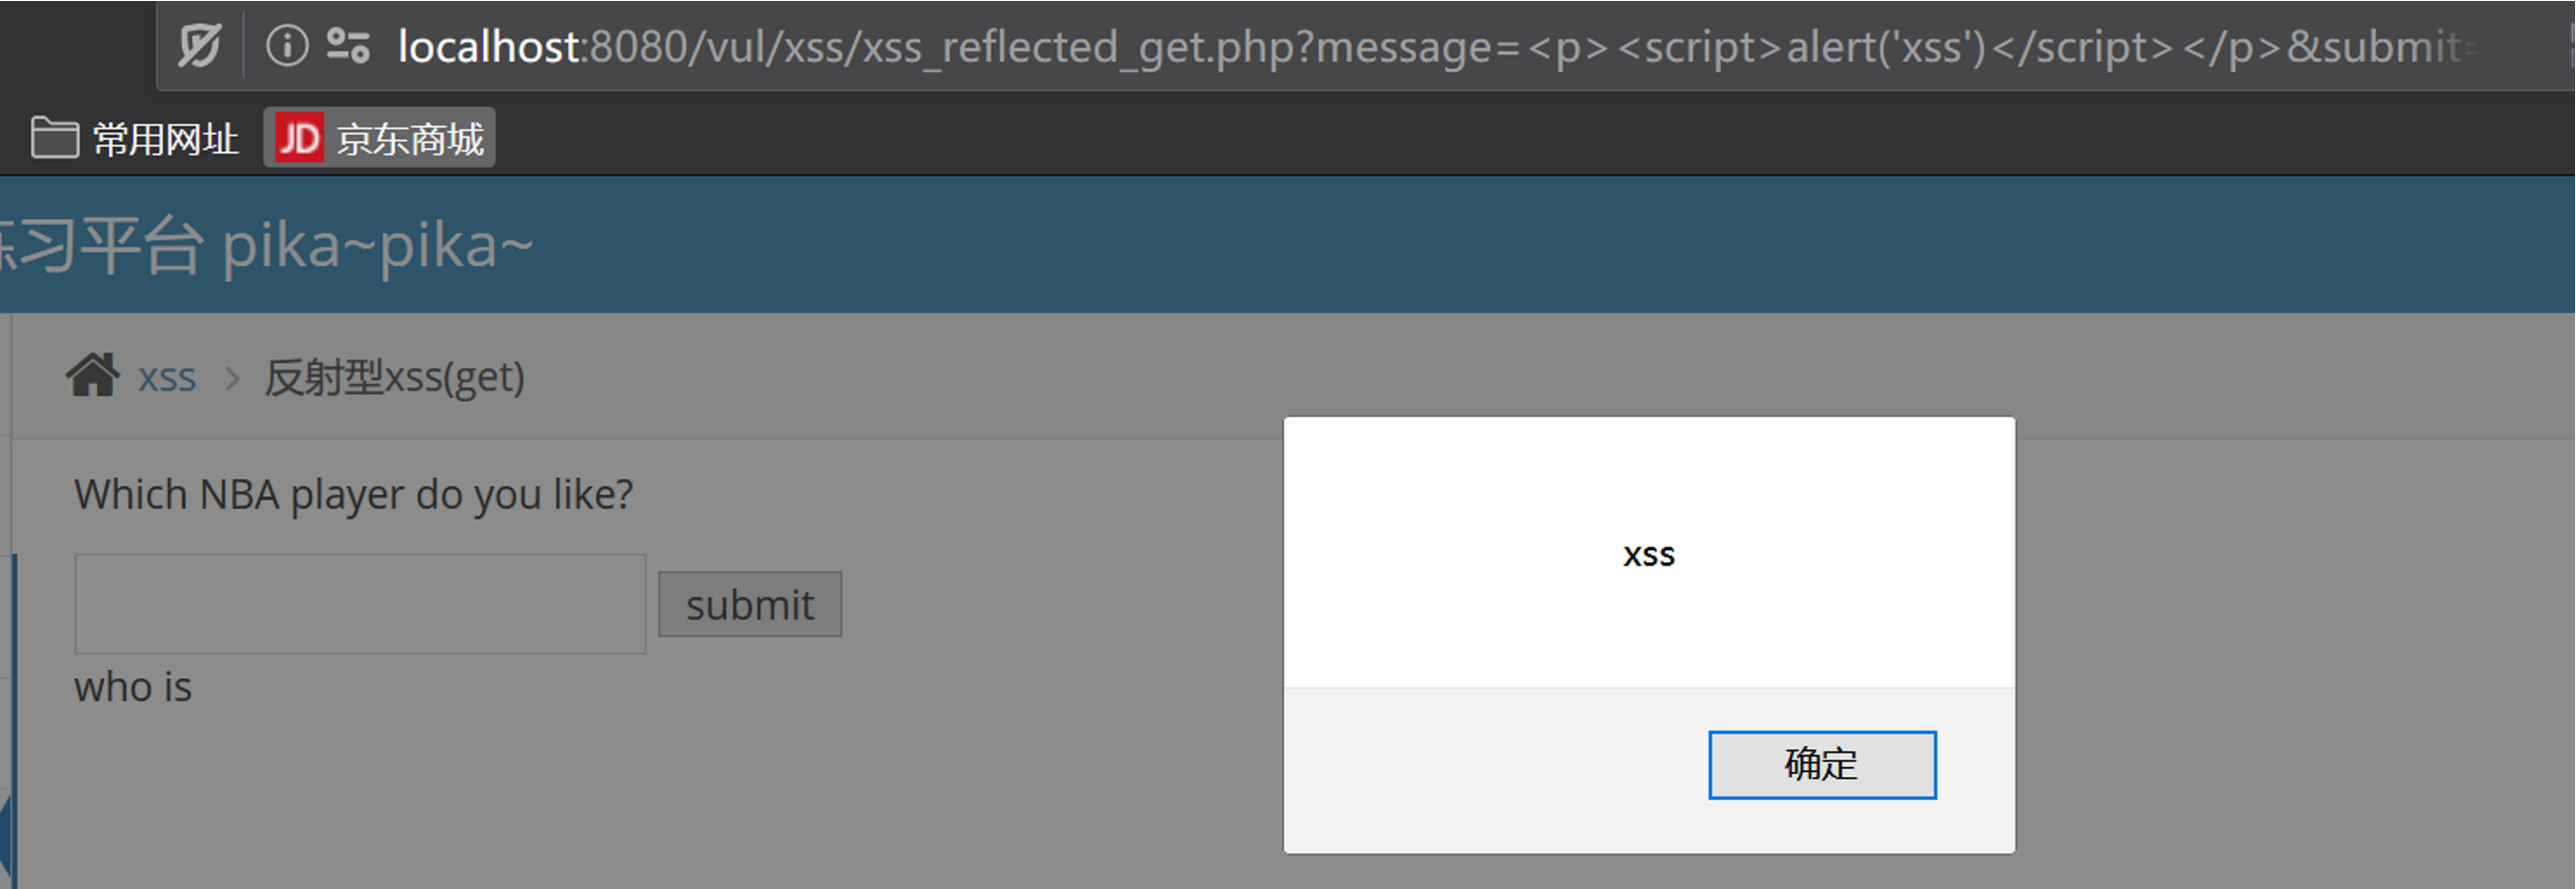 localhost:8080/vul/xss/xss_reflected_get.php?message=<p><script>alert('xss')</script></p>&submit=
常用网址 JD 京东商城
习平台 pika~pika~
xss > 反射型xss(get)
Which NBA player do you like?
submit
who is
xss
确定